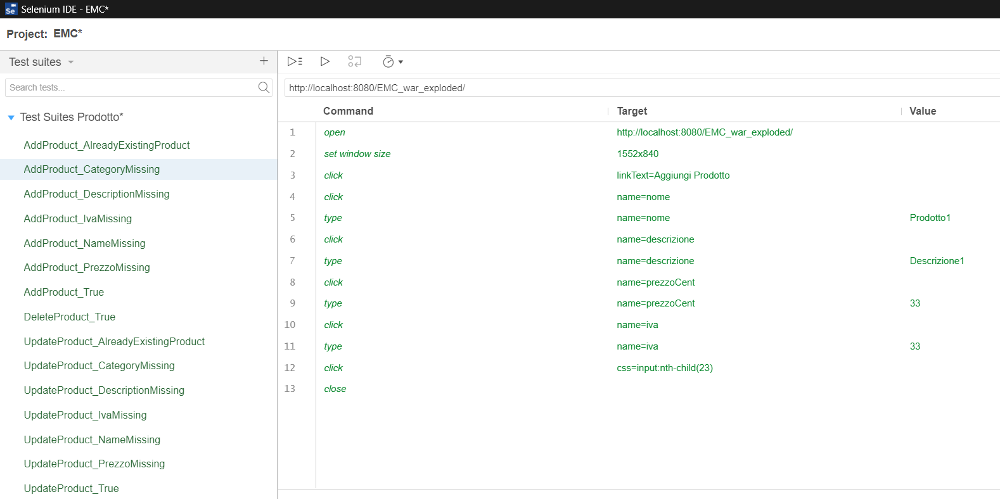 Se Selenium IDE - EMC*
Project: EMC*
Test suites
Search tests...
Test Suites Prodotto*
AddProduct_AlreadyExistingProduct
AddProduct_CategoryMissing
AddProduct_DescriptionMissing
AddProduct_IvaMissing
AddProduct_NameMissing
AddProduct_PrezzoMissing
AddProduct_True
DeleteProduct_True
UpdateProduct_AlreadyExistingProduct
UpdateProduct_CategoryMissing
UpdateProduct_DescriptionMissing
UpdateProduct_IvaMissing
UpdateProduct_NameMissing
UpdateProduct_PrezzoMissing
UpdateProduct_True
http://localhost:8080/EMC_war_exploded/
Command Target Value
1 open http://localhost:8080/EMC_war_exploded/
2 set window size 1552x840
3 click linkText=Aggiungi Prodotto
4 click name=nome
5 type name=nome Prodotto1
6 click name=descrizione
7 type name=descrizione Descrizione1
8 click name=prezzoCent
9 type name=prezzoCent 33
10 click name=iva
11 type name=iva 33
12 click css=input:nth-child(23)
13 close